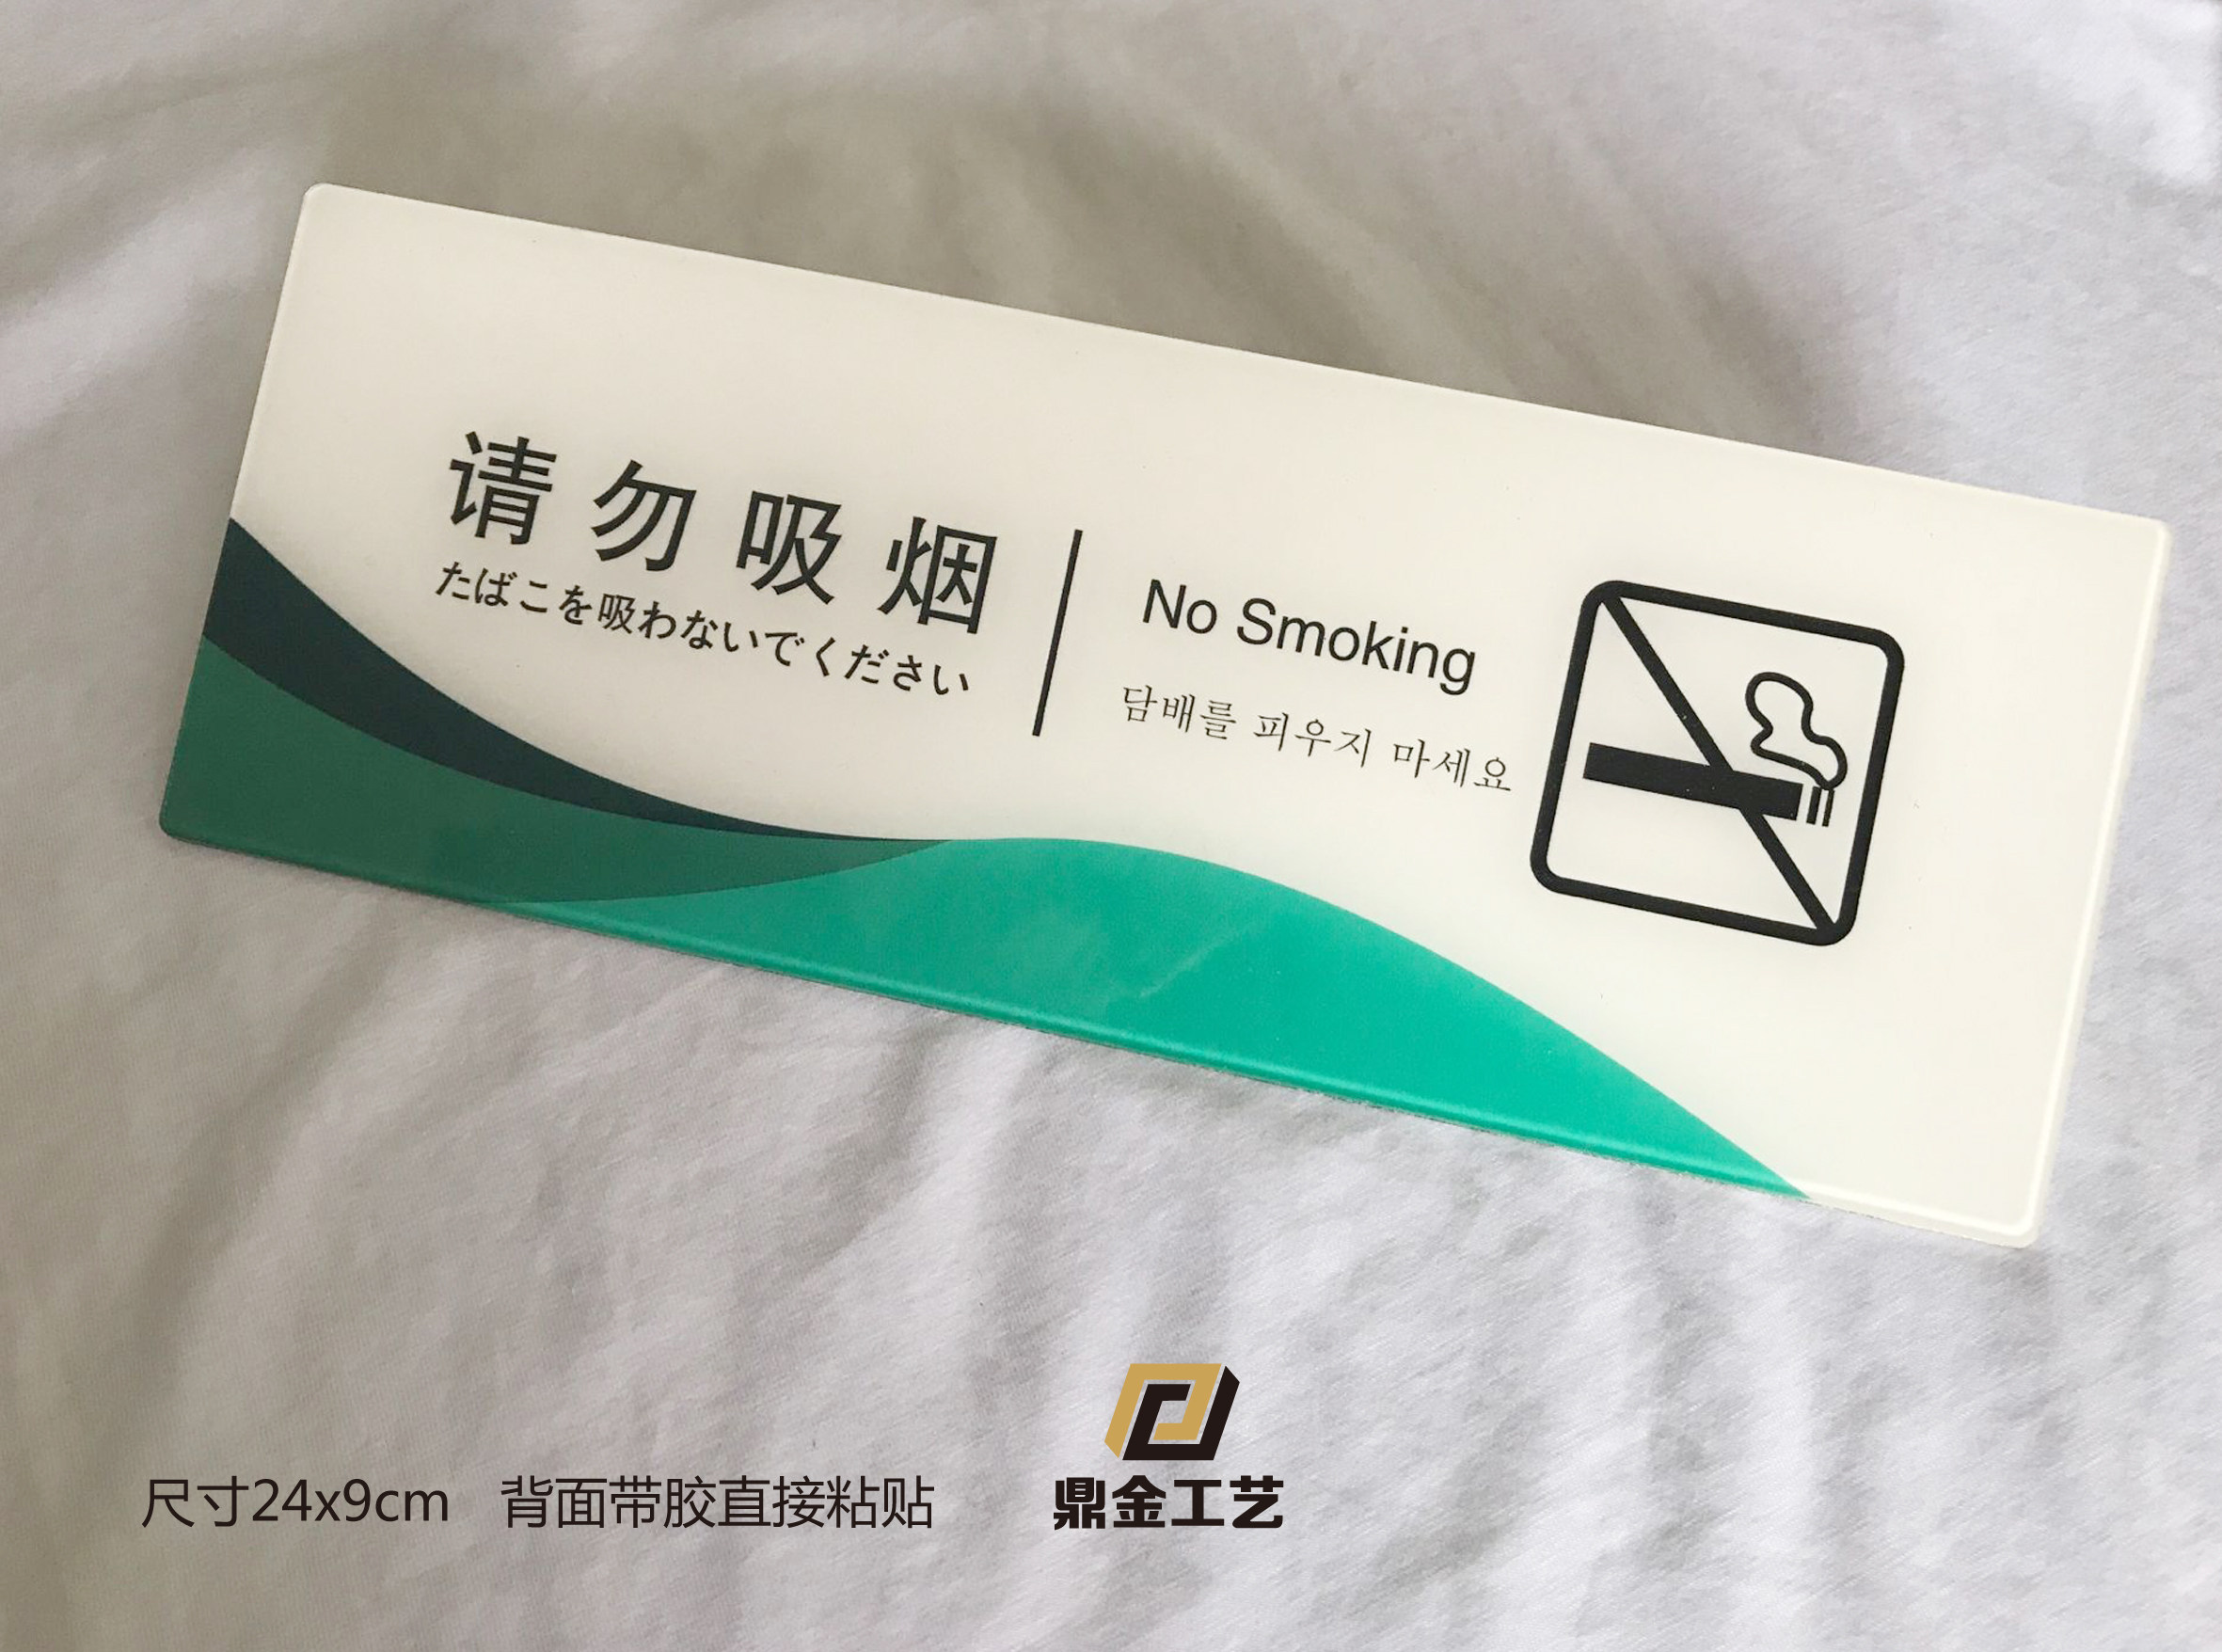 请勿吸烟
たばこを吸わないでください
No Smoking
담배를 피우지 마세요
尺寸24x9cm 背面带胶直接粘贴
鼎金工艺